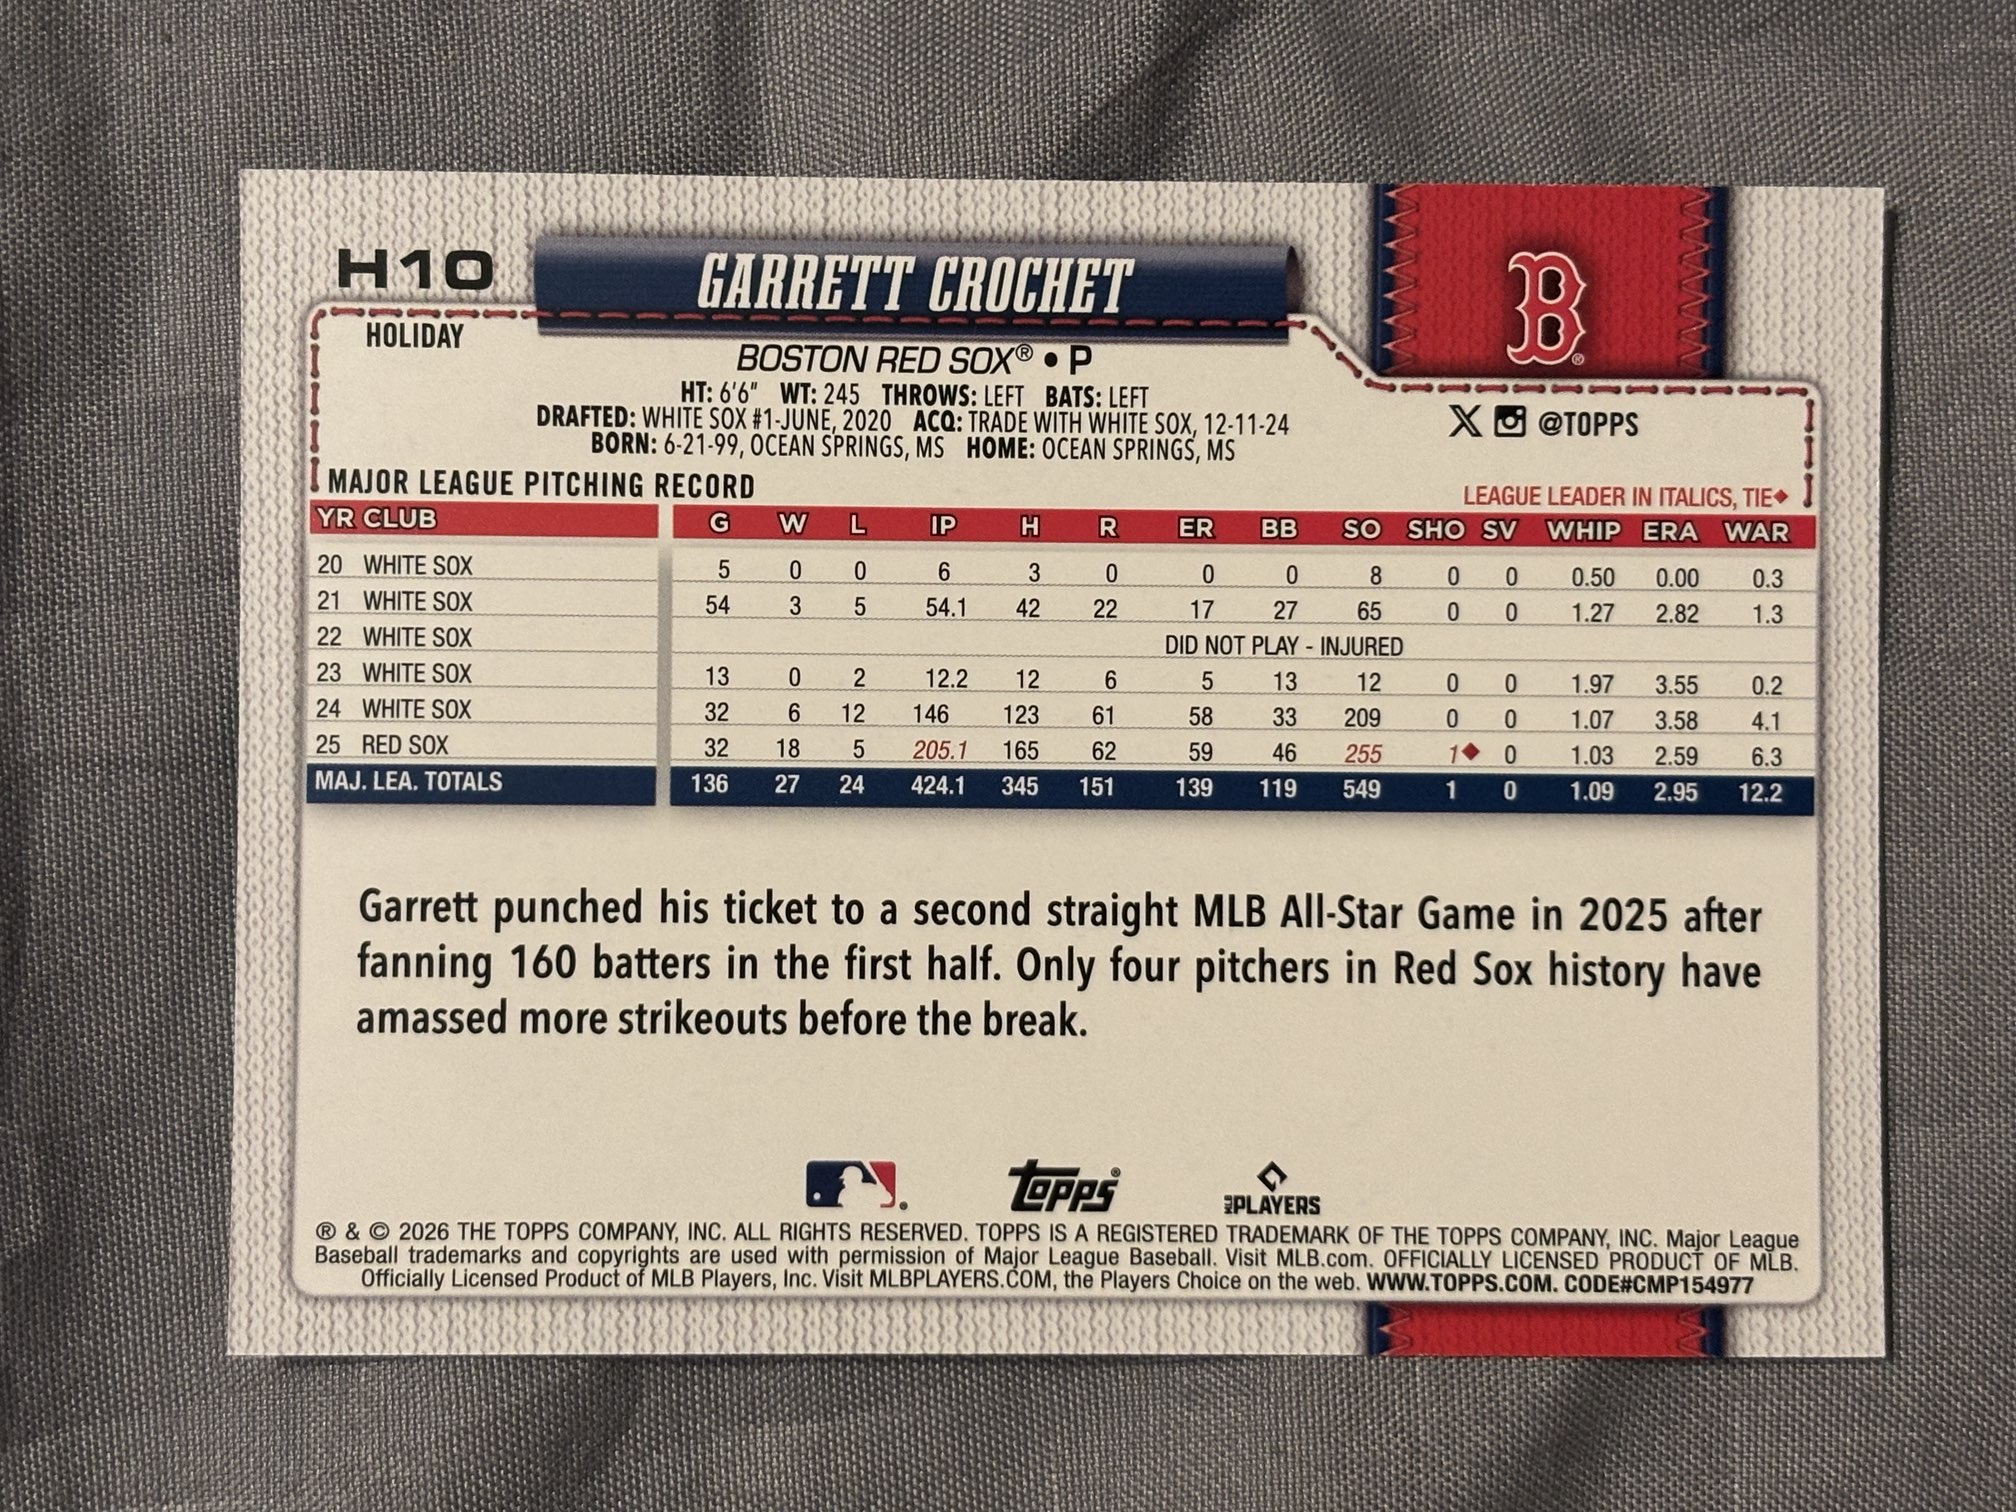 H10
GARRETT CROCHET
B
HOLIDAY
BOSTON RED SOX® • P
HT: 6'6" WT: 245 THROWS: LEFT BATS: LEFT
DRAFTED: WHITE SOX #1-JUNE, 2020 ACQ: TRADE WITH WHITE SOX, 12-11-24
BORN: 6-21-99, OCEAN SPRINGS, MS HOME: OCEAN SPRINGS, MS
@TOPPS
MAJOR LEAGUE PITCHING RECORD
LEAGUE LEADER IN ITALICS, TIE◆
YR CLUB G W L IP H R ER BB SO SHO SV WHIP ERA WAR
20 WHITE SOX 5 0 0 6 3 0 0 0 8 0 0 0.50 0.00 0.3
21 WHITE SOX 54 3 5 54.1 42 22 17 27 65 0 0 1.27 2.82 1.3
22 WHITE SOX DID NOT PLAY - INJURED
23 WHITE SOX 13 0 2 12.2 12 6 5 13 12 0 0 1.97 3.55 0.2
24 WHITE SOX 32 6 12 146 123 61 58 33 209 0 0 1.07 3.58 4.1
25 RED SOX 32 18 5 205.1 165 62 59 46 255 1◆ 0 1.03 2.59 6.3
MAJ. LEA. TOTALS 136 27 24 424.1 345 151 139 119 549 1 0 1.09 2.95 12.2
Garrett punched his ticket to a second straight MLB All-Star Game in 2025 after
fanning 160 batters in the first half. Only four pitchers in Red Sox history have
amassed more strikeouts before the break.
topps®
MLB PLAYERS
® & © 2026 THE TOPPS COMPANY, INC. ALL RIGHTS RESERVED. TOPPS IS A REGISTERED TRADEMARK OF THE TOPPS COMPANY, INC. Major League
Baseball trademarks and copyrights are used with permission of Major League Baseball. Visit MLB.com. OFFICIALLY LICENSED PRODUCT OF MLB.
Officially Licensed Product of MLB Players, Inc. Visit MLBPLAYERS.COM, the Players Choice on the web. WWW.TOPPS.COM. CODE#CMP154977